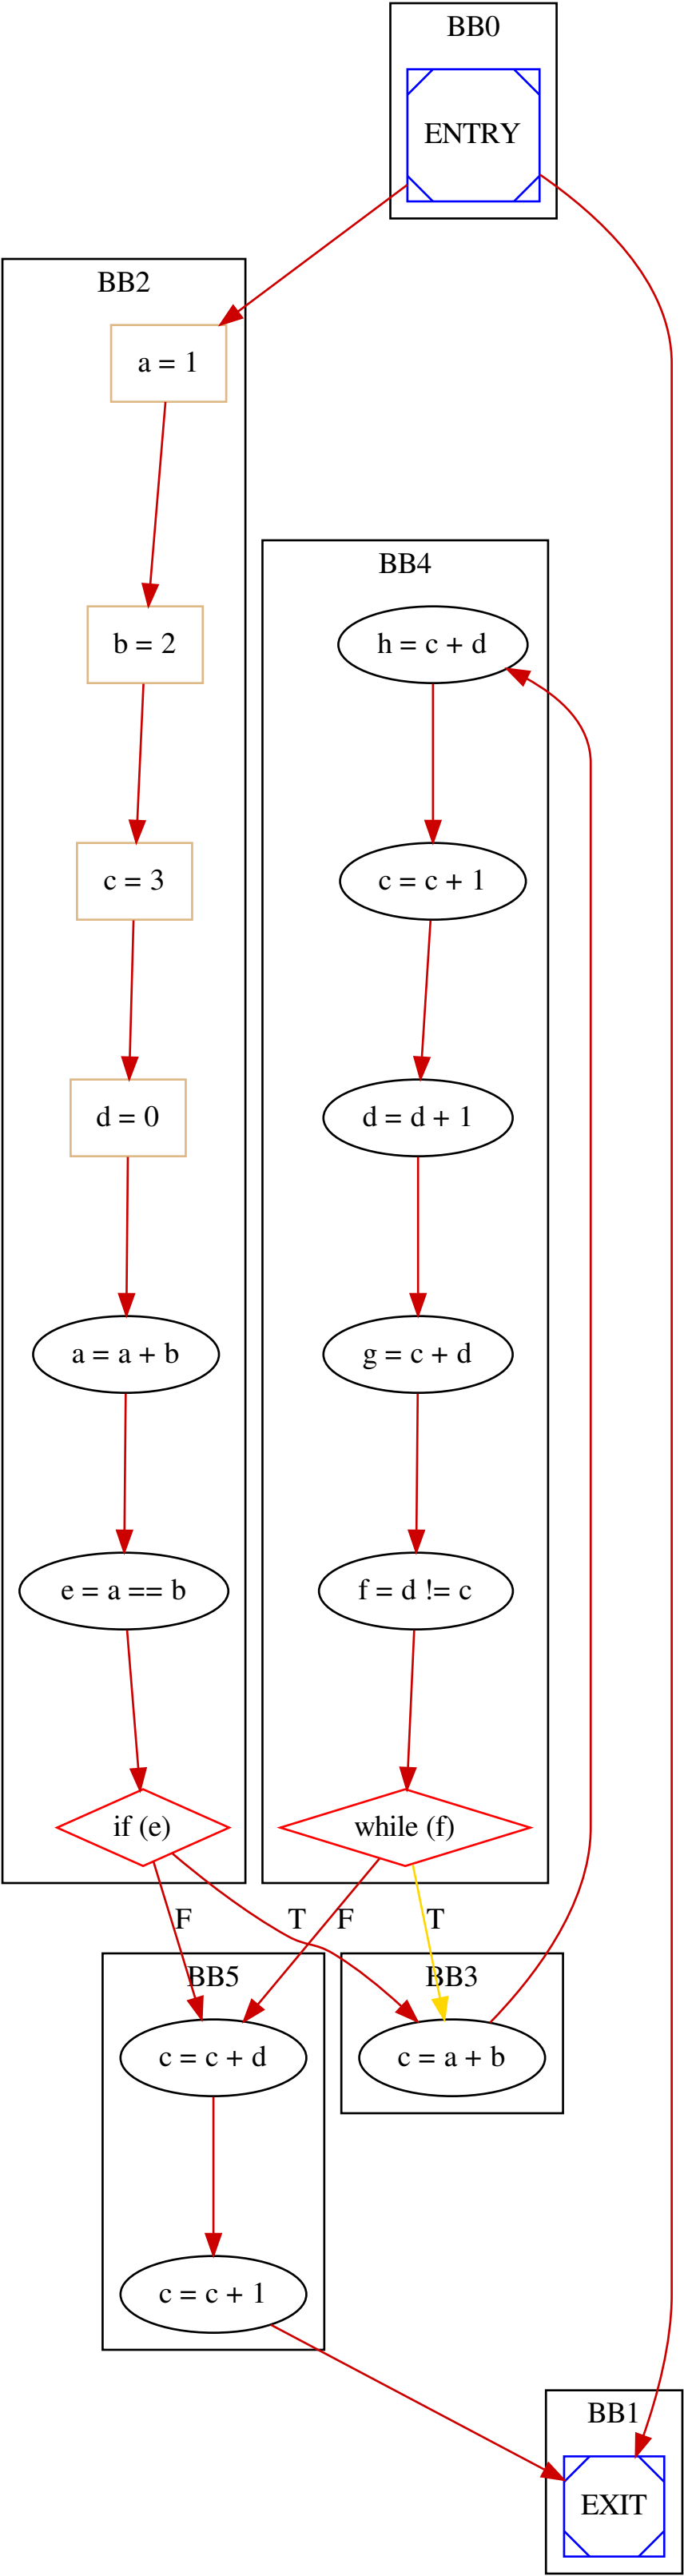 BB0
ENTRY
BB2
a = 1
b = 2
c = 3
d = 0
a = a + b
e = a == b
if (e)
BB4
h = c + d
c = c + 1
d = d + 1
g = c + d
f = d != c
while (f)
F
T
F
T
BB5
c = c + d
c = c + 1
BB3
c = a + b
BB1
EXIT